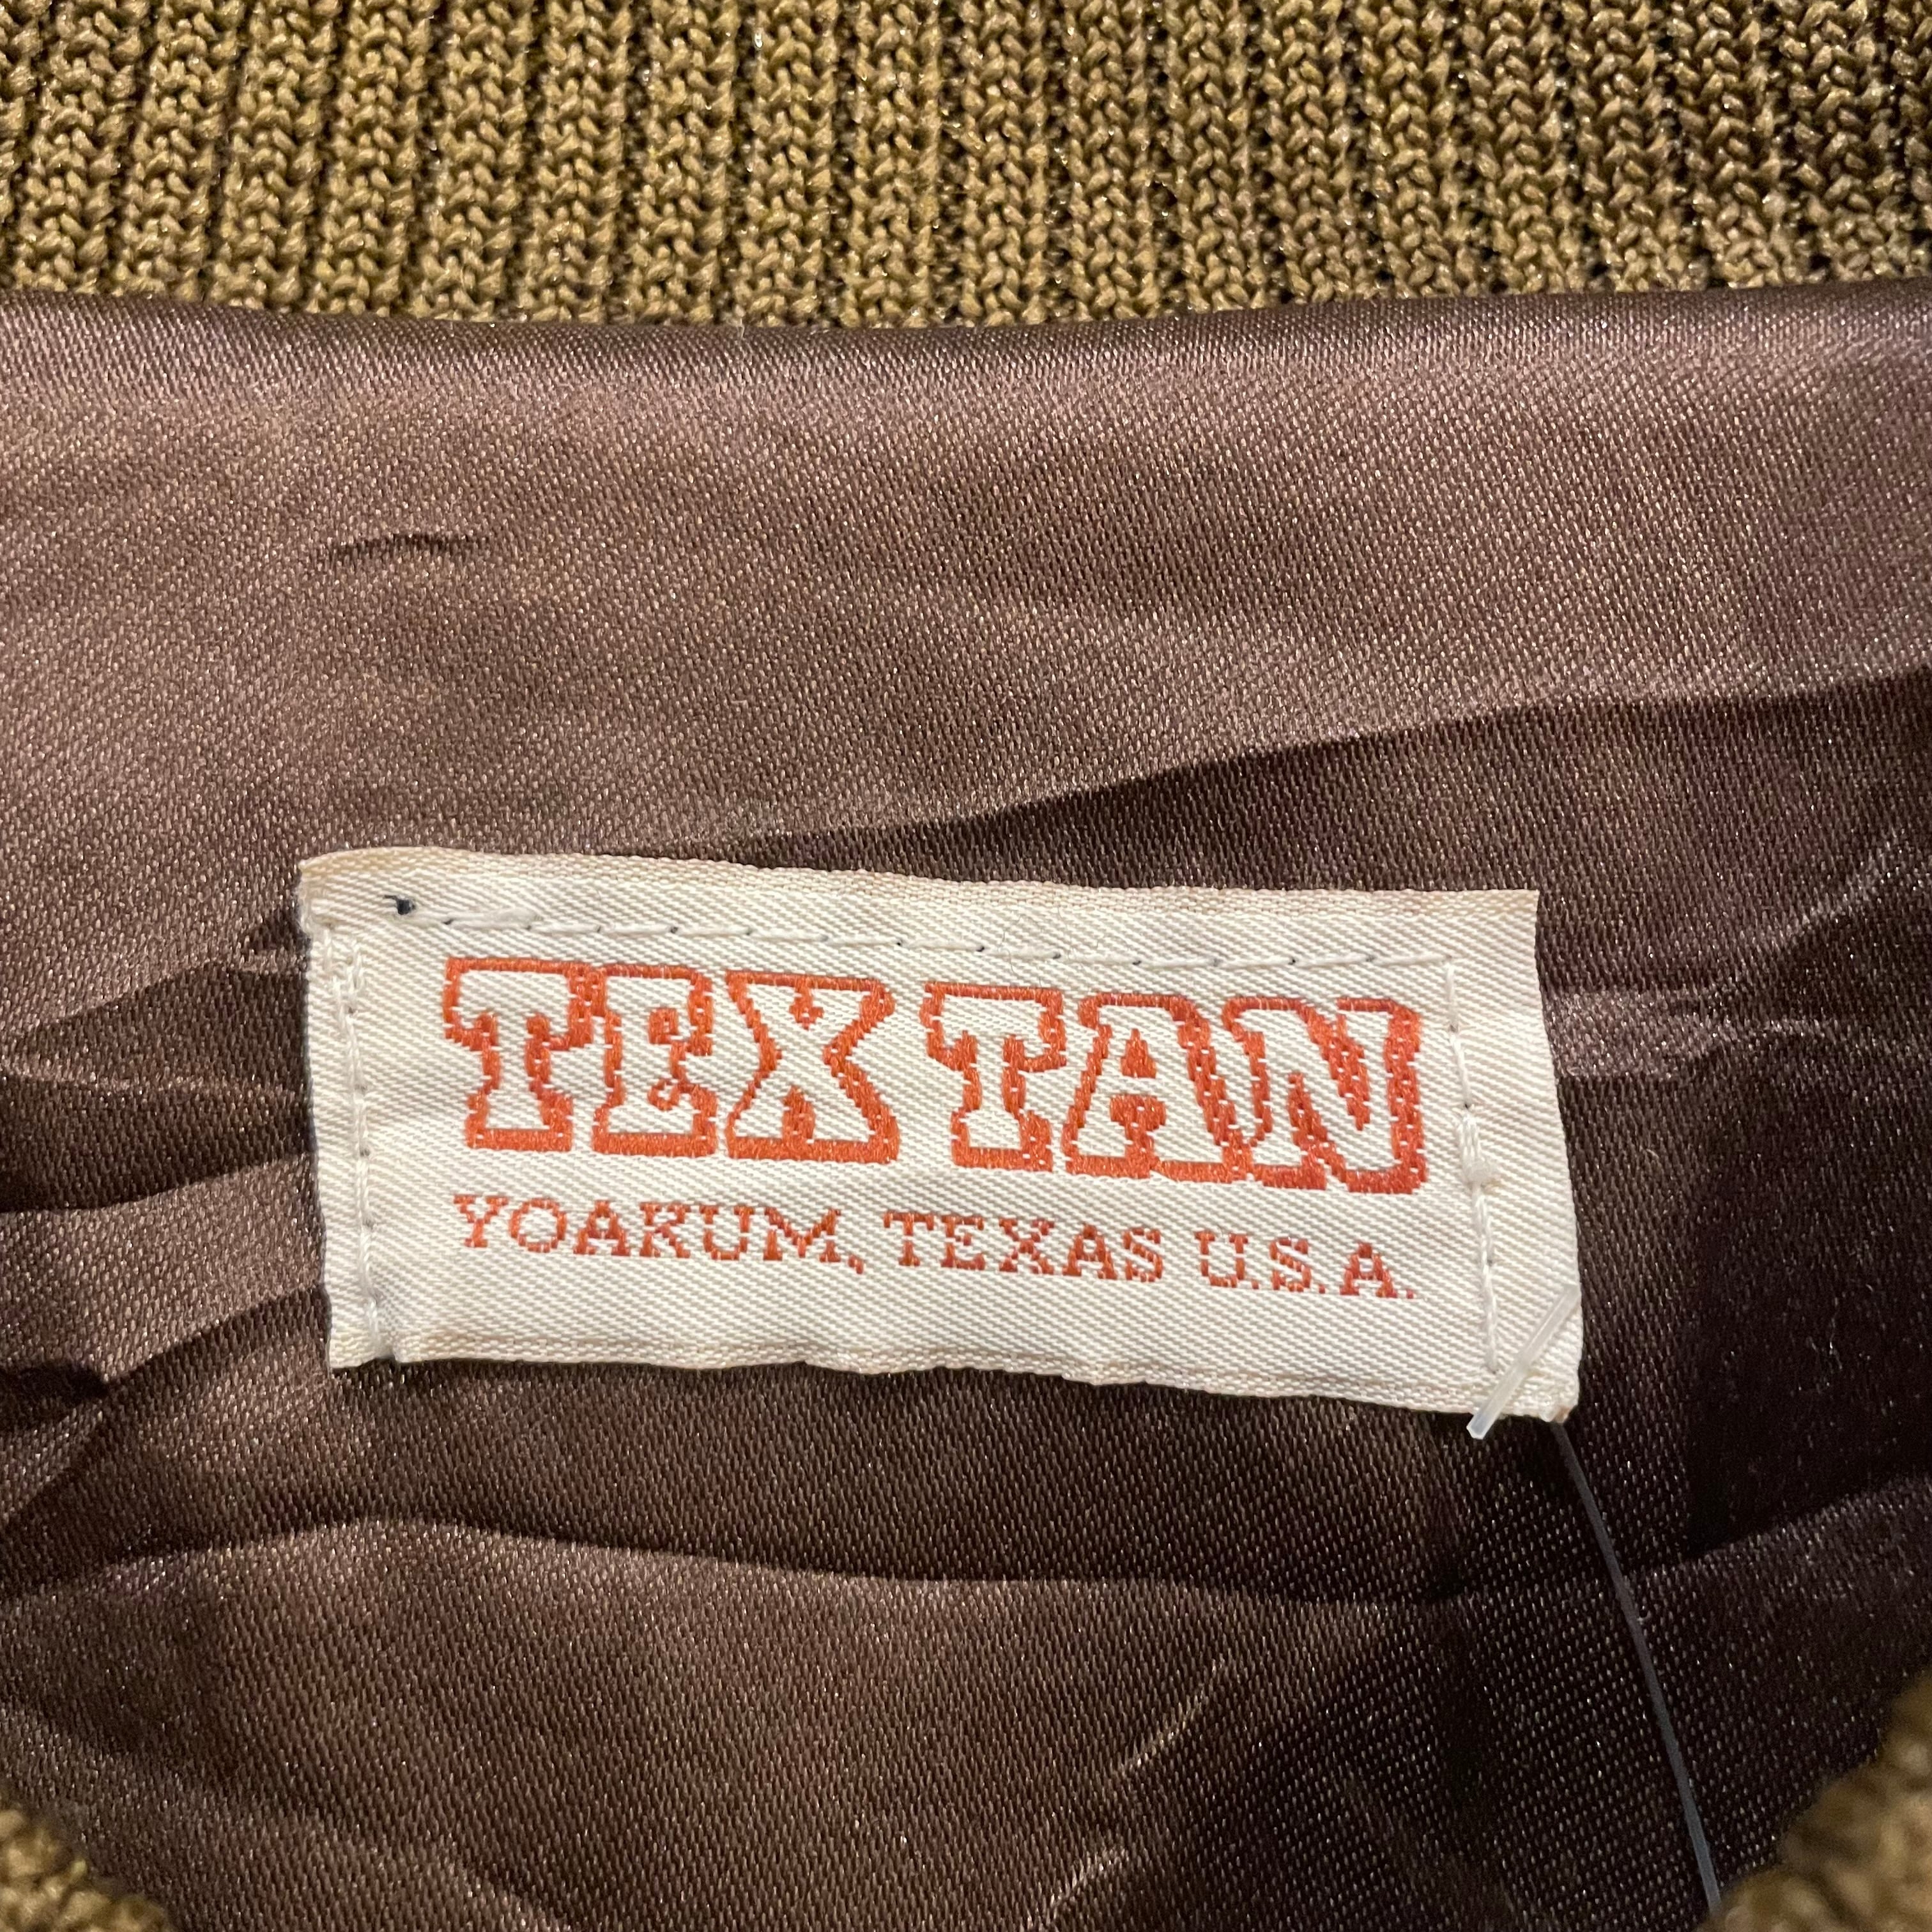 TEX TAN
YOAKUM, TEXAS U.S.A.